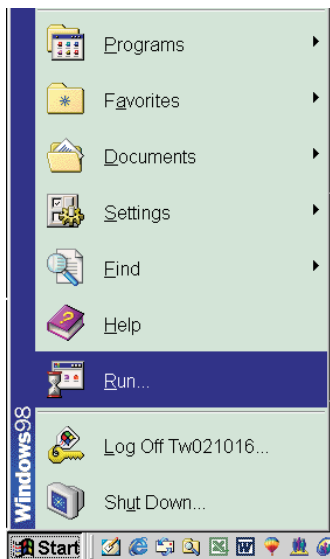 Programs
Favorites
Documents
Settings
Find
Help
Run...
Log Off Tw021016...
Shut Down...
Windows98
Start